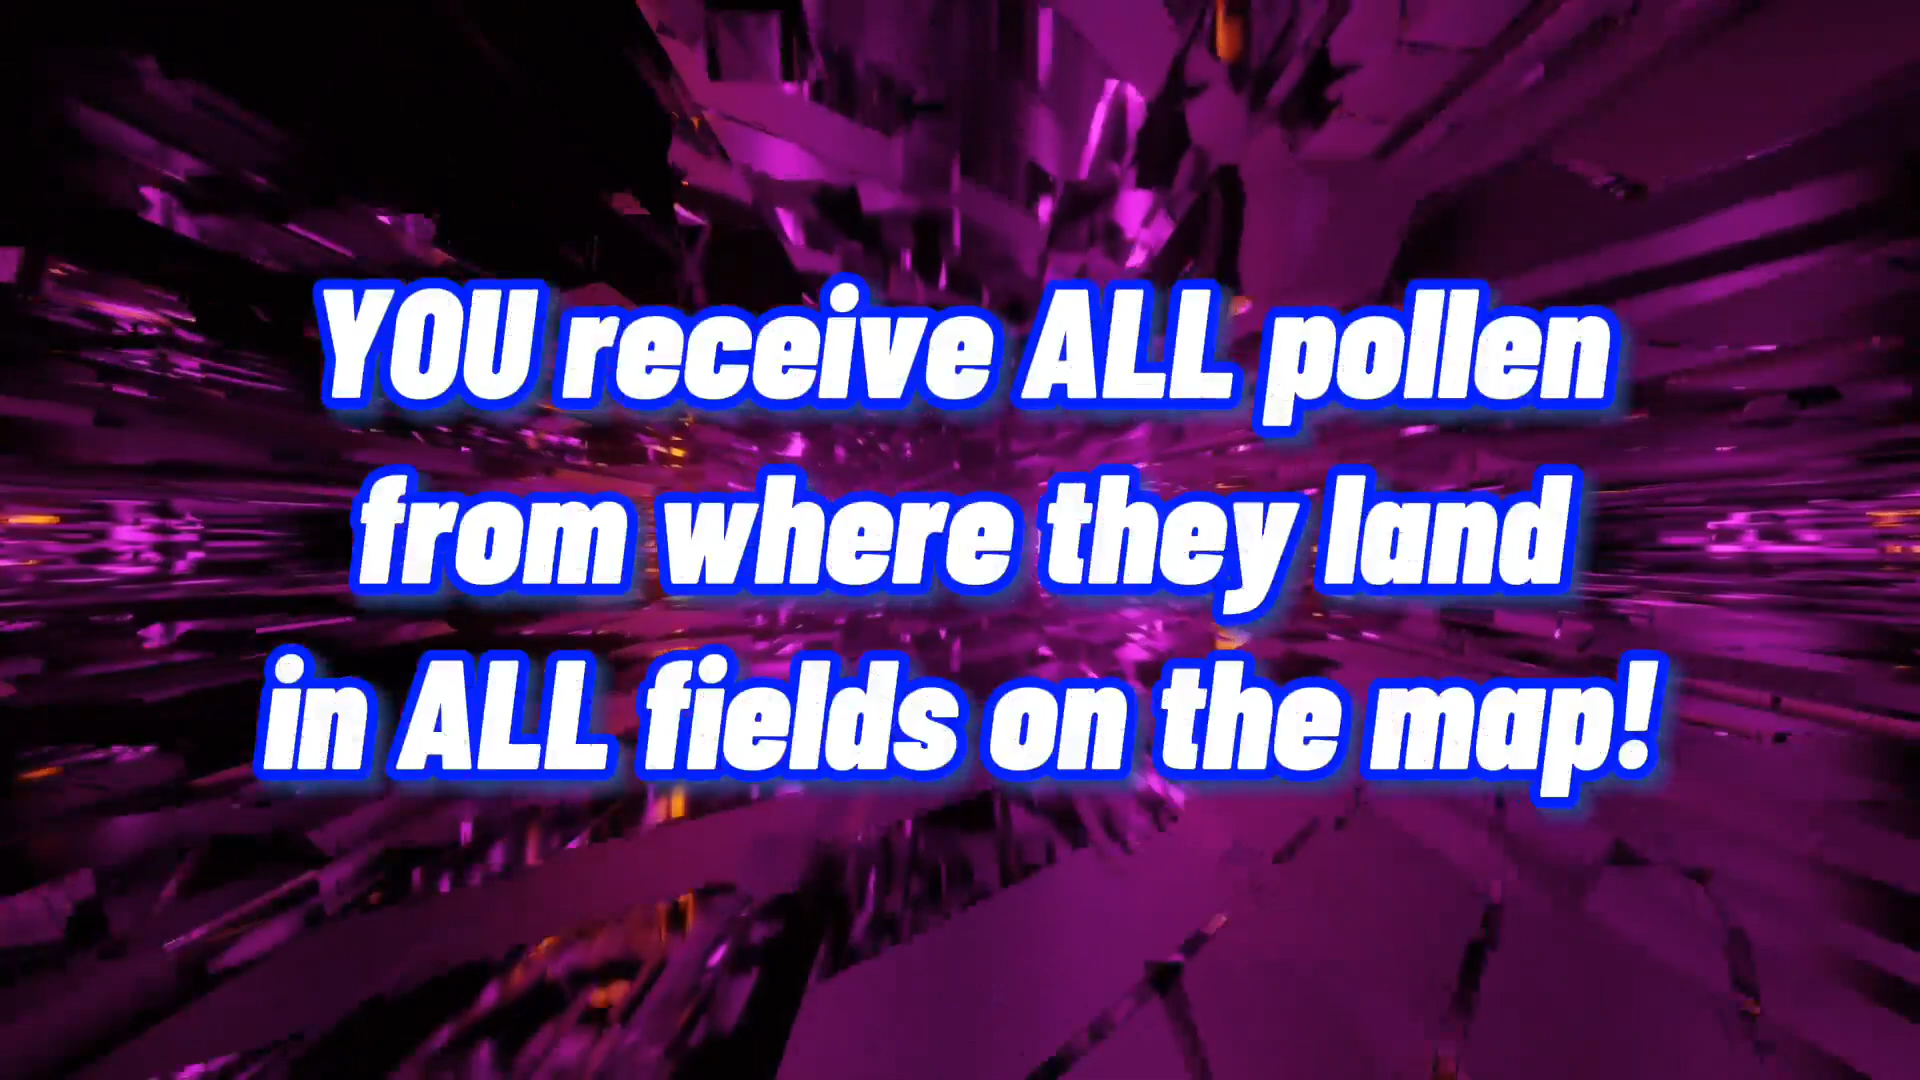 YOU receive ALL pollen
from where they land
in ALL fields on the map!